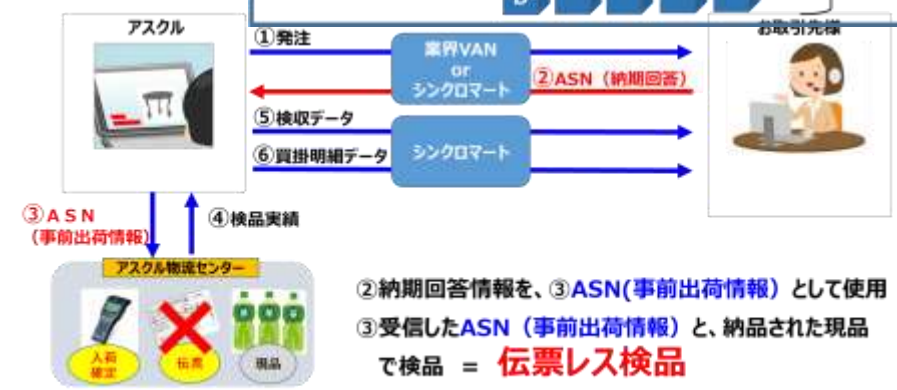 アスクル
お取引先様
①発注
業界VAN
or
シンクロマート
②ASN（納期回答）
⑤検収データ
⑥買掛明細データ
シンクロマート
③ＡＳＮ
（事前出荷情報）
④検品実績
アスクル物流センター
入荷
確定
伝票
現品
②納期回答情報を、③ASN(事前出荷情報）として使用
③受信したASN（事前出荷情報）と、納品された現品
で検品 ＝ 伝票レス検品